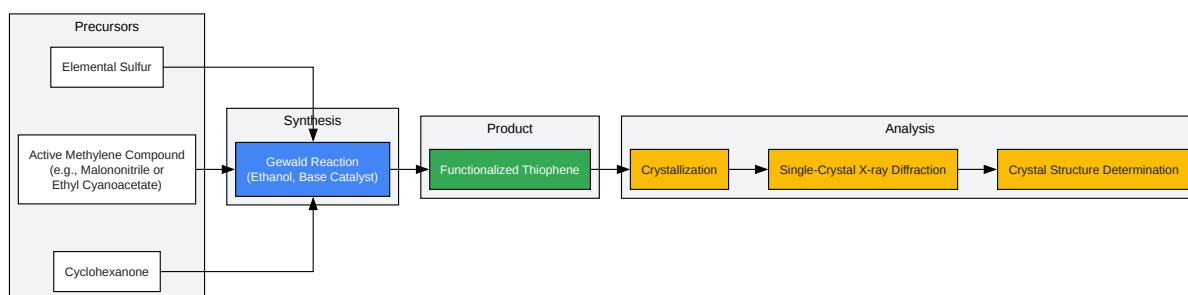 Precursors
Elemental Sulfur
Active Methylene Compound
(e.g., Malononitrile or
Ethyl Cyanoacetate)
Cyclohexanone
Synthesis
Gewald Reaction
(Ethanol, Base Catalyst)
Product
Functionalized Thiophene
Analysis
Crystallization
Single-Crystal X-ray Diffraction
Crystal Structure Determination